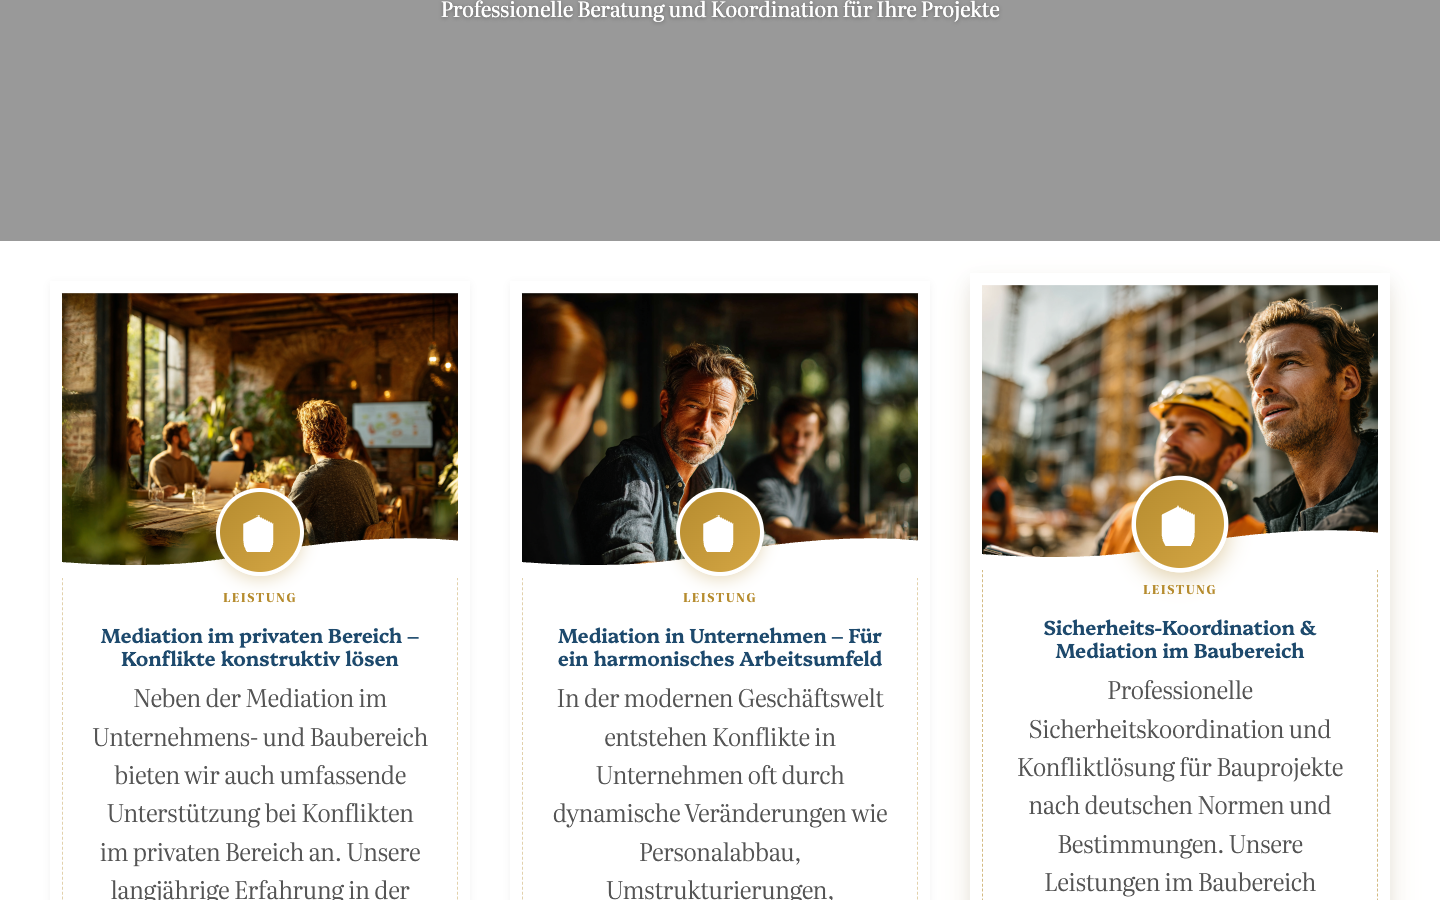 Professionelle Beratung und Koordination für Ihre Projekte
LEISTUNG
Mediation im privaten Bereich –
Konflikte konstruktiv lösen
Neben der Mediation im
Unternehmens- und Baubereich
bieten wir auch umfassende
Unterstützung bei Konflikten
im privaten Bereich an. Unsere
langjährige Erfahrung in der
LEISTUNG
Mediation in Unternehmen – Für
ein harmonisches Arbeitsumfeld
In der modernen Geschäftswelt
entstehen Konflikte in
Unternehmen oft durch
dynamische Veränderungen wie
Personalabbau,
Umstrukturierungen,
LEISTUNG
Sicherheits-Koordination &
Mediation im Baubereich
Professionelle
Sicherheitskoordination und
Konfliktlösung für Bauprojekte
nach deutschen Normen und
Bestimmungen. Unsere
Leistungen im Baubereich